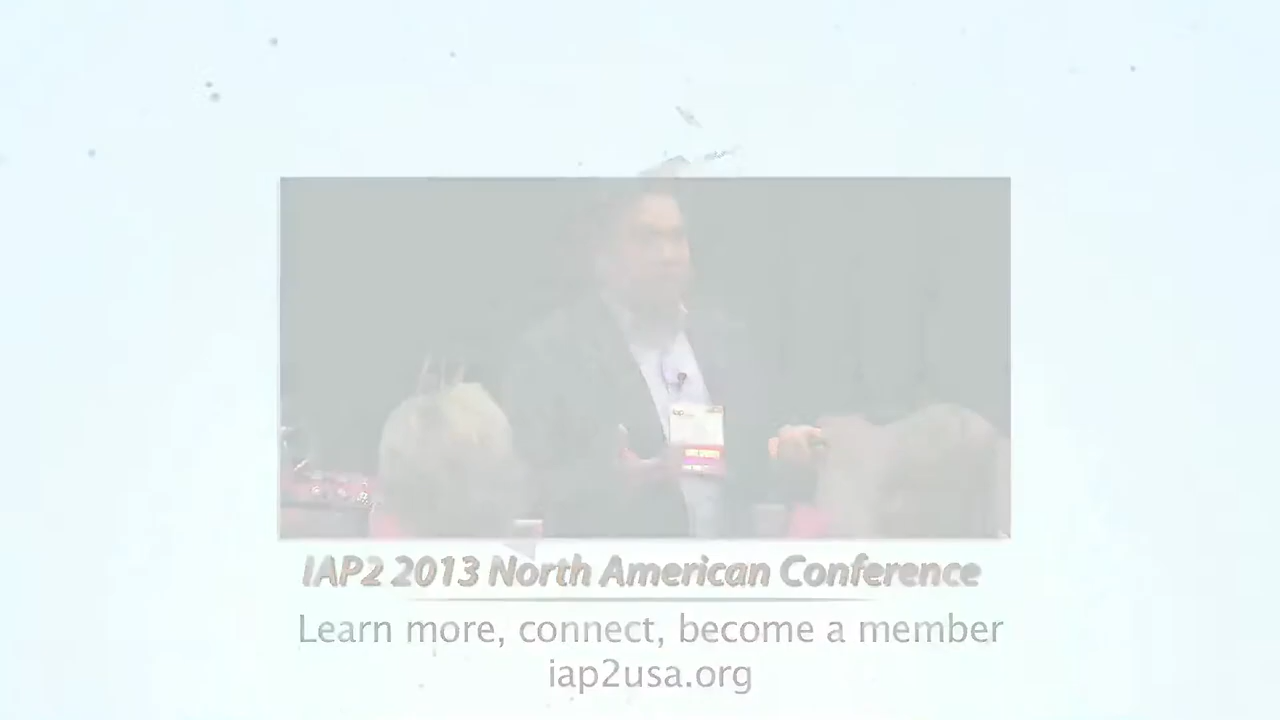 IAP2 2013 North American Conference
Learn more, connect, become a member
iap2usa.org